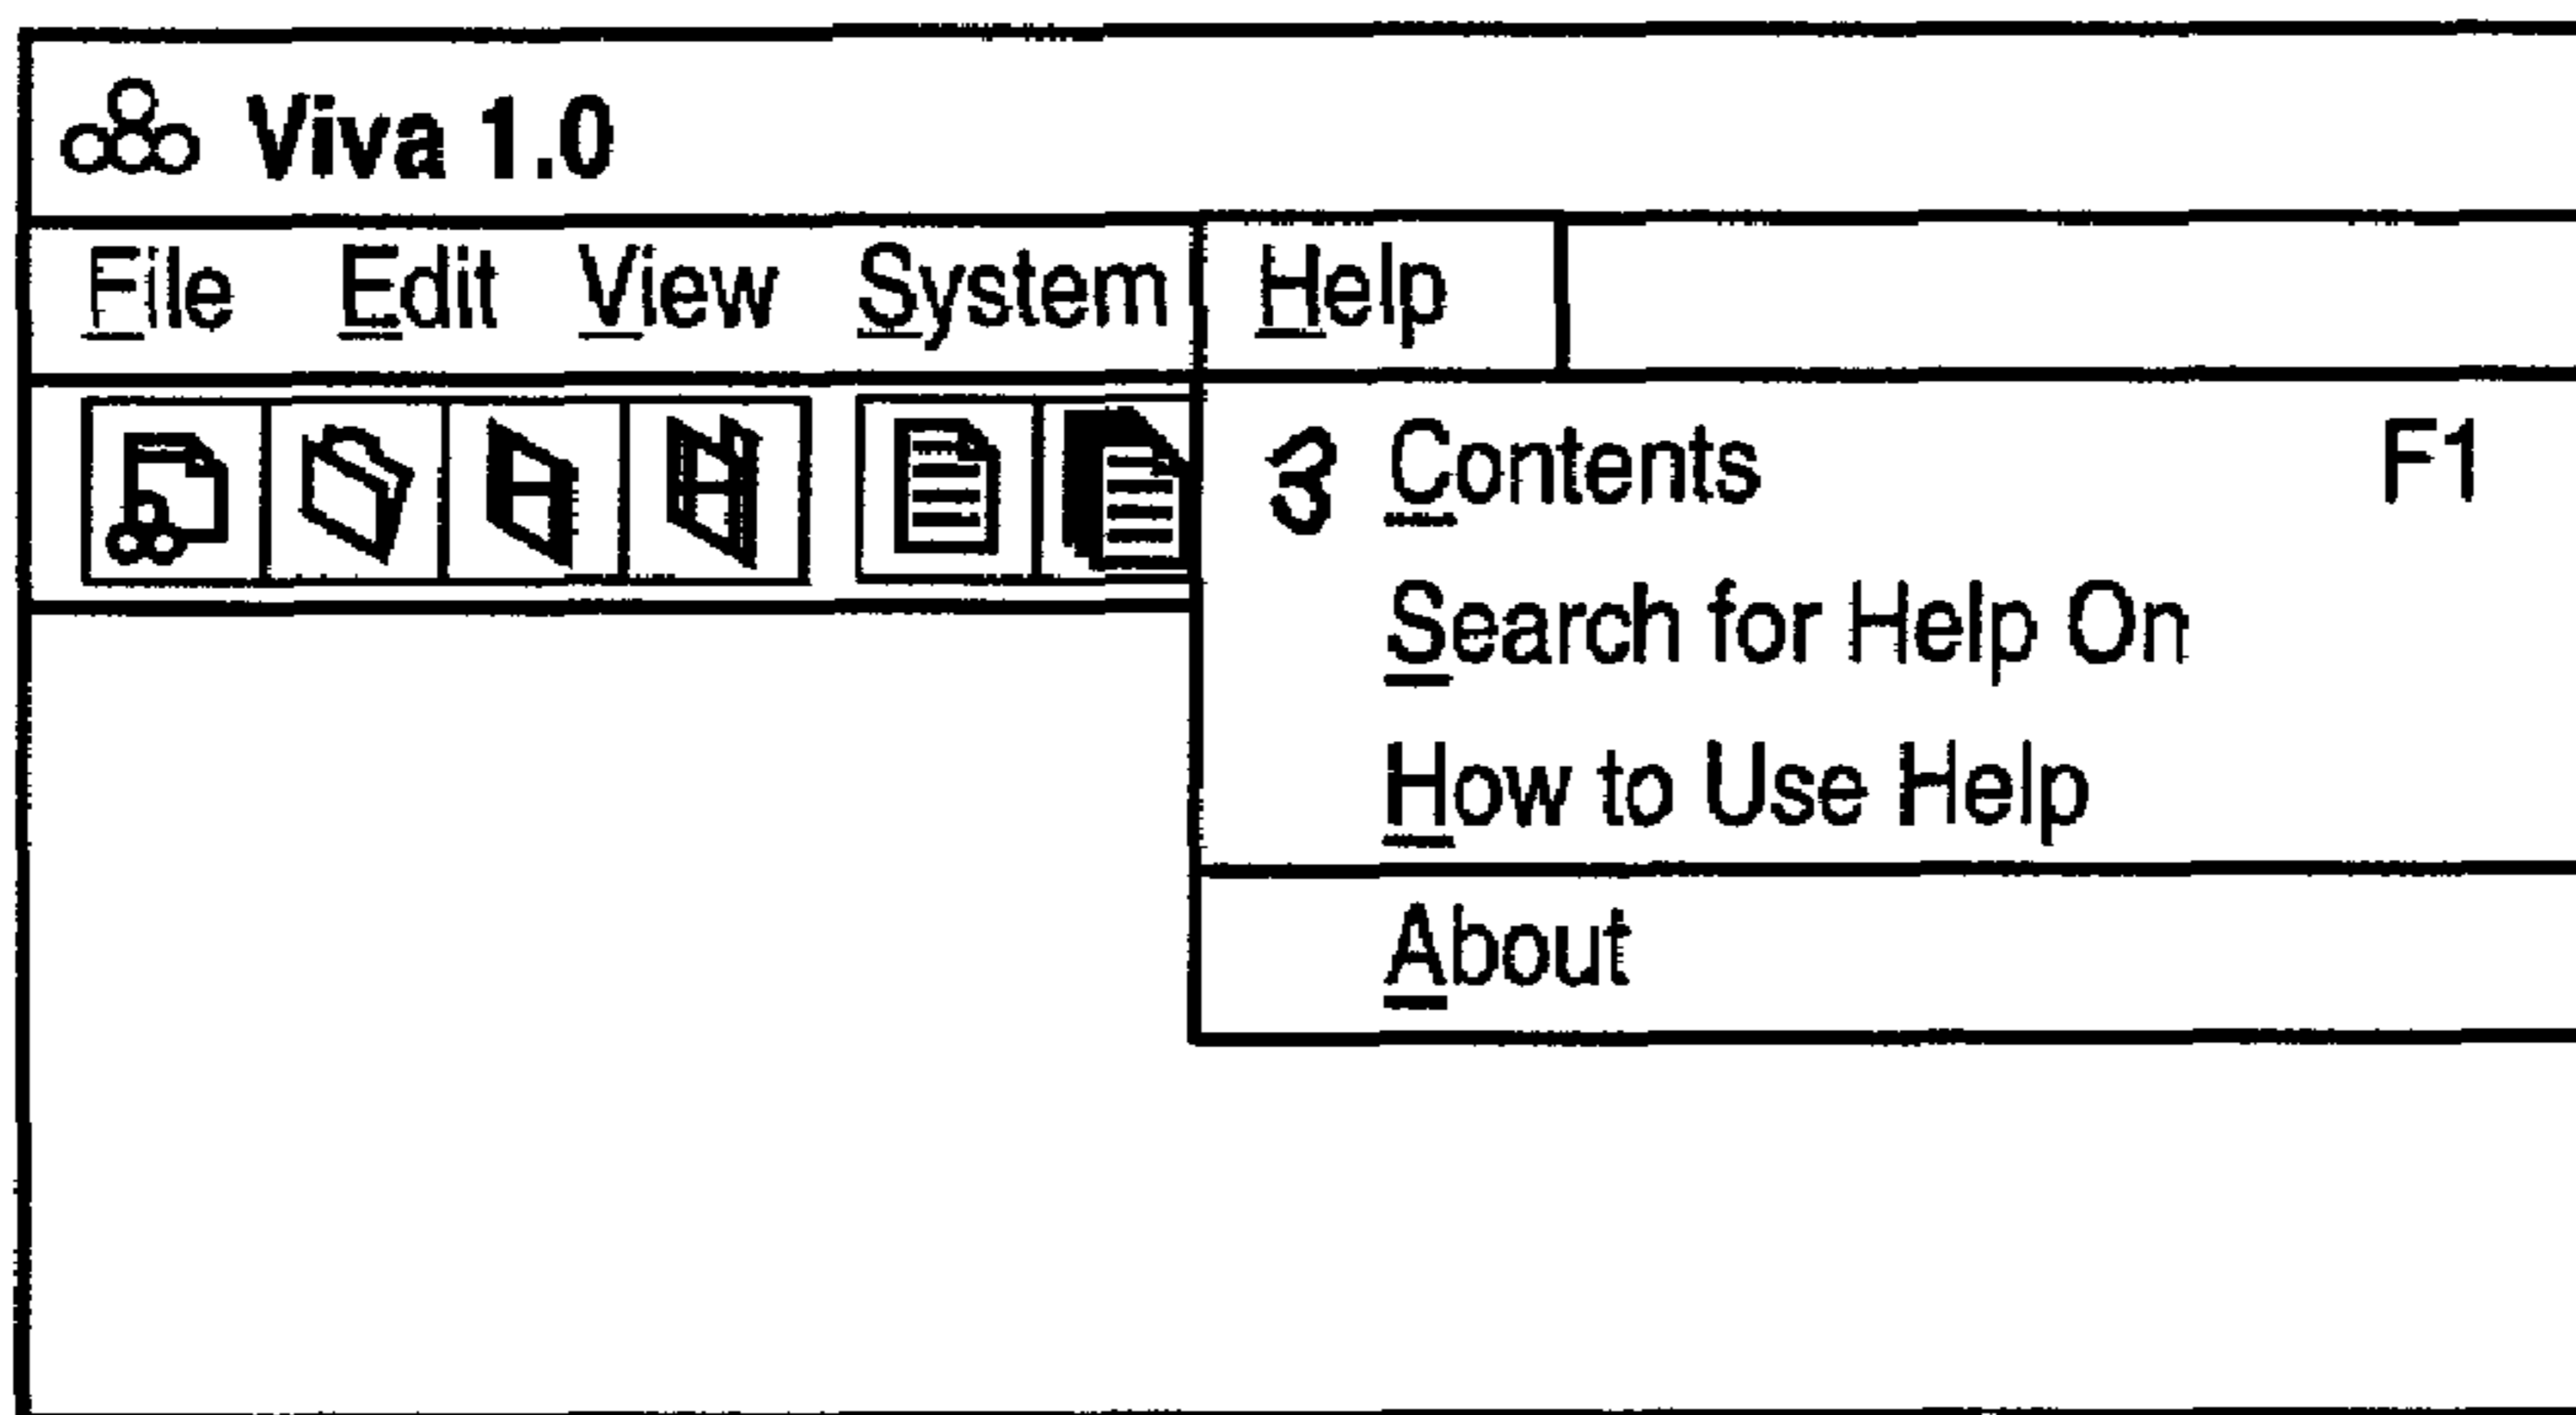 Viva 1.0
File Edit View System Help
Contents F1
Search for Help On
How to Use Help
About